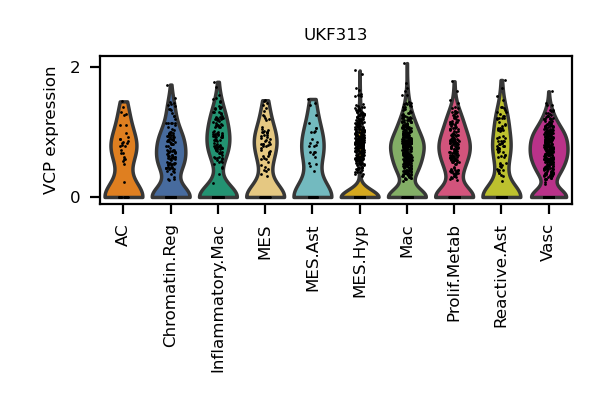 UKF313
VCP expression
2
0
AC
Chromatin.Reg
Inflammatory.Mac
MES
MES.Ast
MES.Hyp
Mac
Prolif.Metab
Reactive.Ast
Vasc